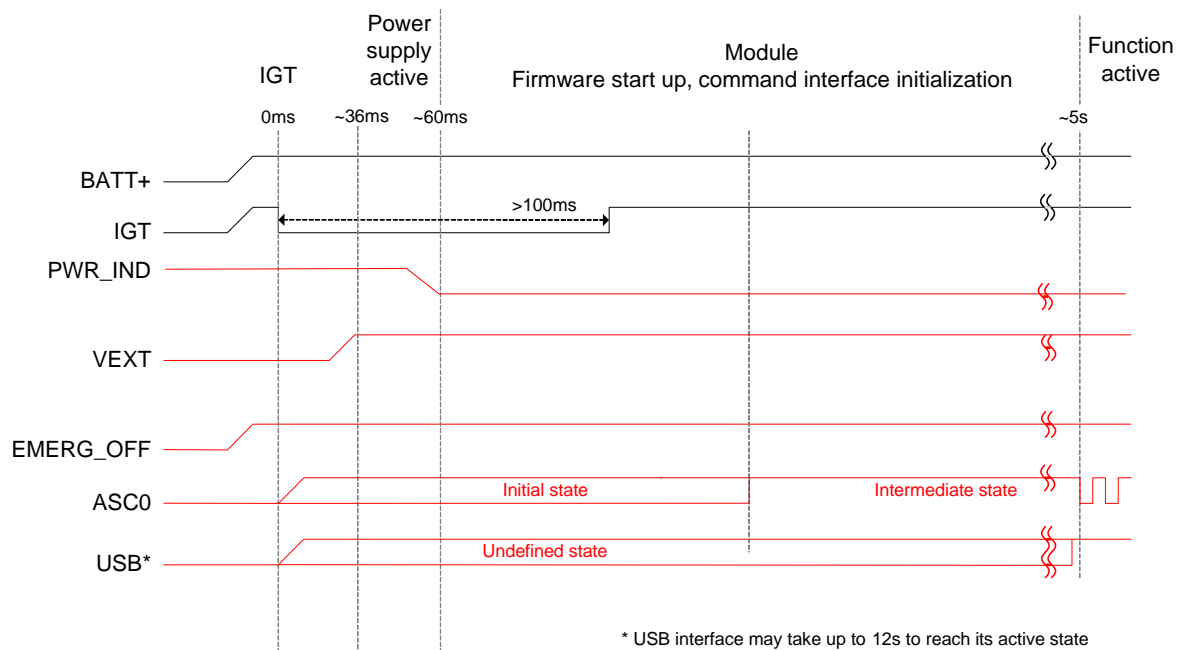 Power
supply
active
IGT
Module
Firmware start up, command interface initialization
Function
active
0ms
~36ms
~60ms
~5s
BATT+
IGT
>100ms
PWR_IND
VEXT
EMERG_OFF
ASC0
Initial state
Intermediate state
USB*
Undefined state
* USB interface may take up to 12s to reach its active state